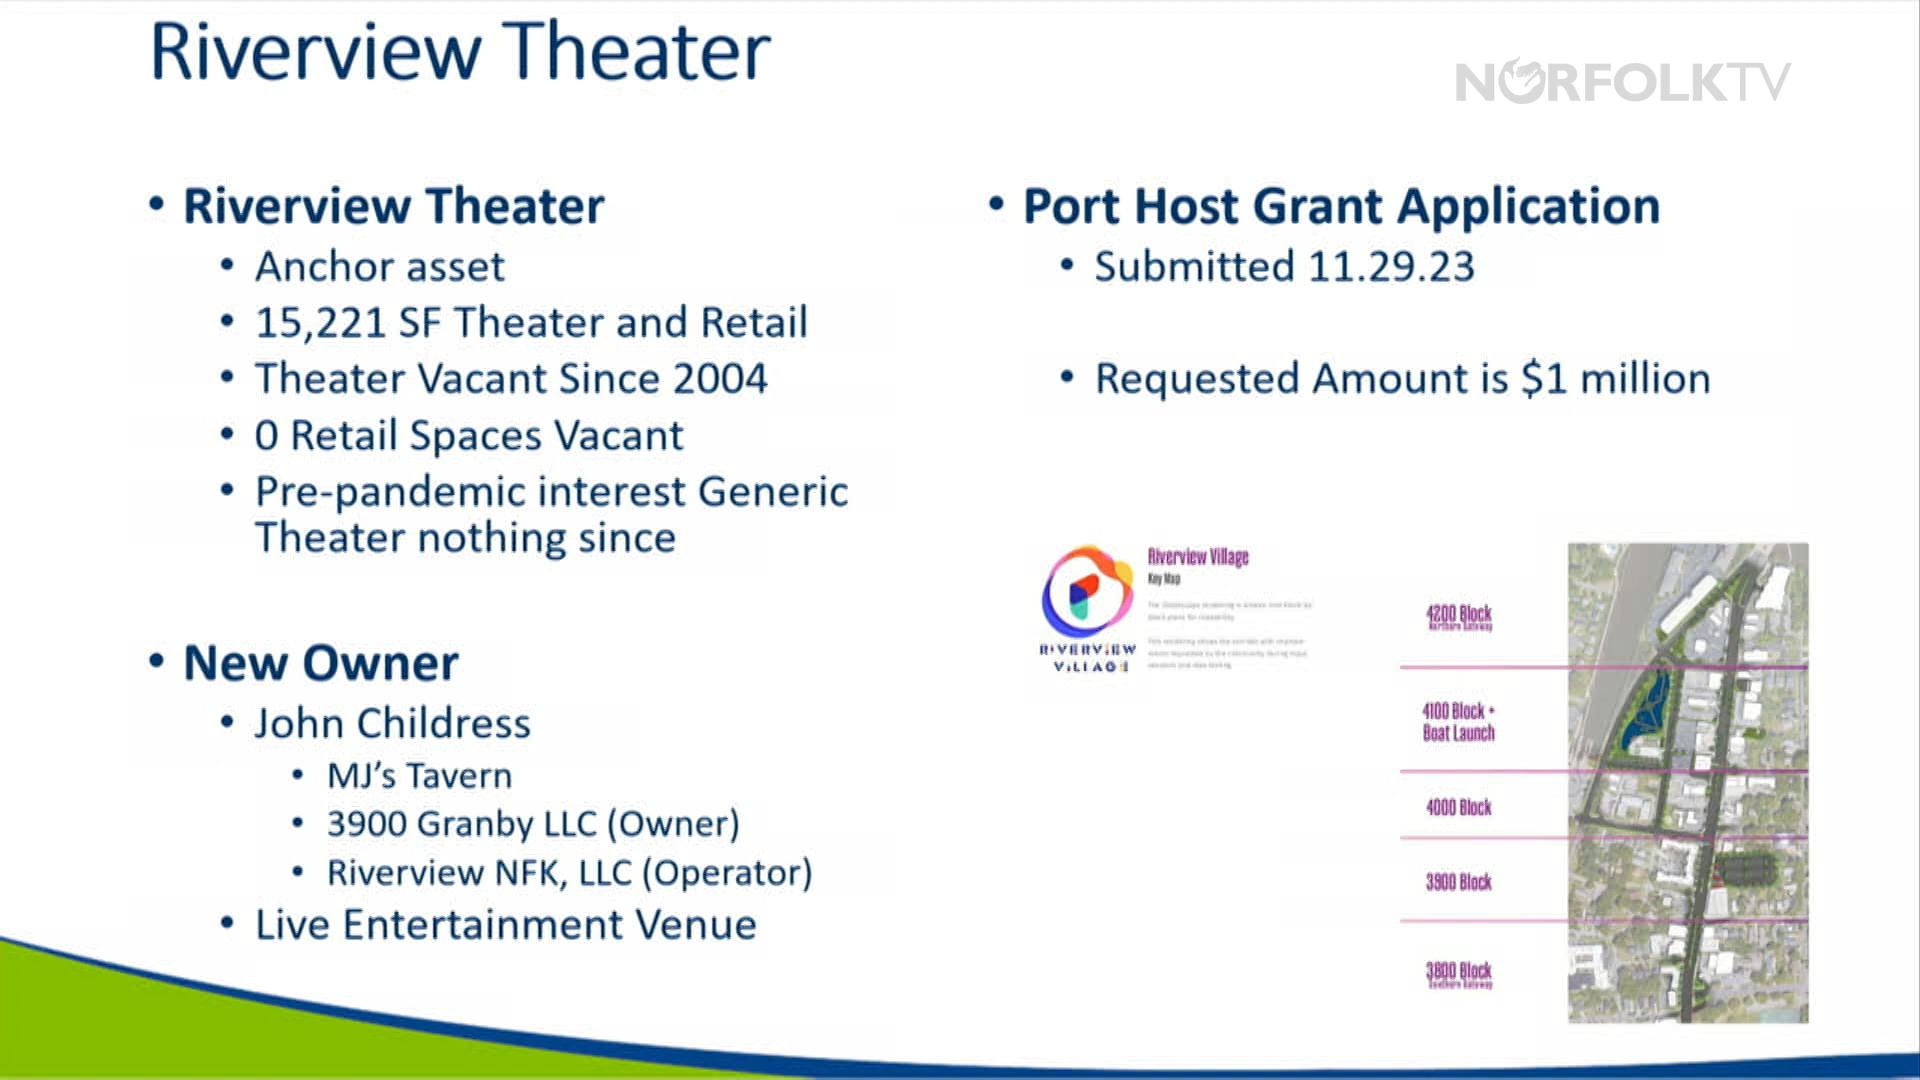 Riverview Theater
NORFOLKTV
• Riverview Theater
• Anchor asset
• 15,221 SF Theater and Retail
• Theater Vacant Since 2004
• 0 Retail Spaces Vacant
• Pre-pandemic interest Generic
Theater nothing since
• New Owner
• John Childress
• MJ's Tavern
• 3900 Granby LLC (Owner)
• Riverview NFK, LLC (Operator)
• Live Entertainment Venue
• Port Host Grant Application
• Submitted 11.29.23
• Requested Amount is $1 million
RIVERVIEW
VILLAGE
Riverview Village
Key Map
4200 Block
Northern Gateway
4100 Block +
Boat Launch
4000 Block
3900 Block
3800 Block
Southern Gateway